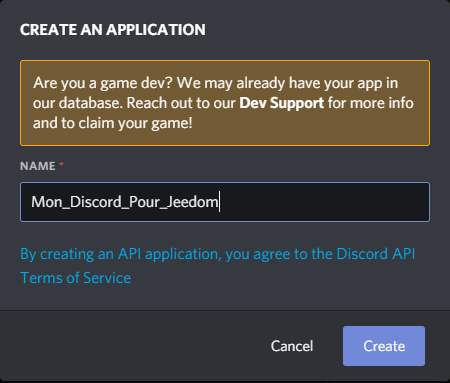 CREATE AN APPLICATION
Are you a game dev? We may already have your app in
our database. Reach out to our Dev Support for more info
and to claim your game!
NAME *
Mon_Discord_Pour_Jeedom
By creating an API application, you agree to the Discord API
Terms of Service
Cancel
Create